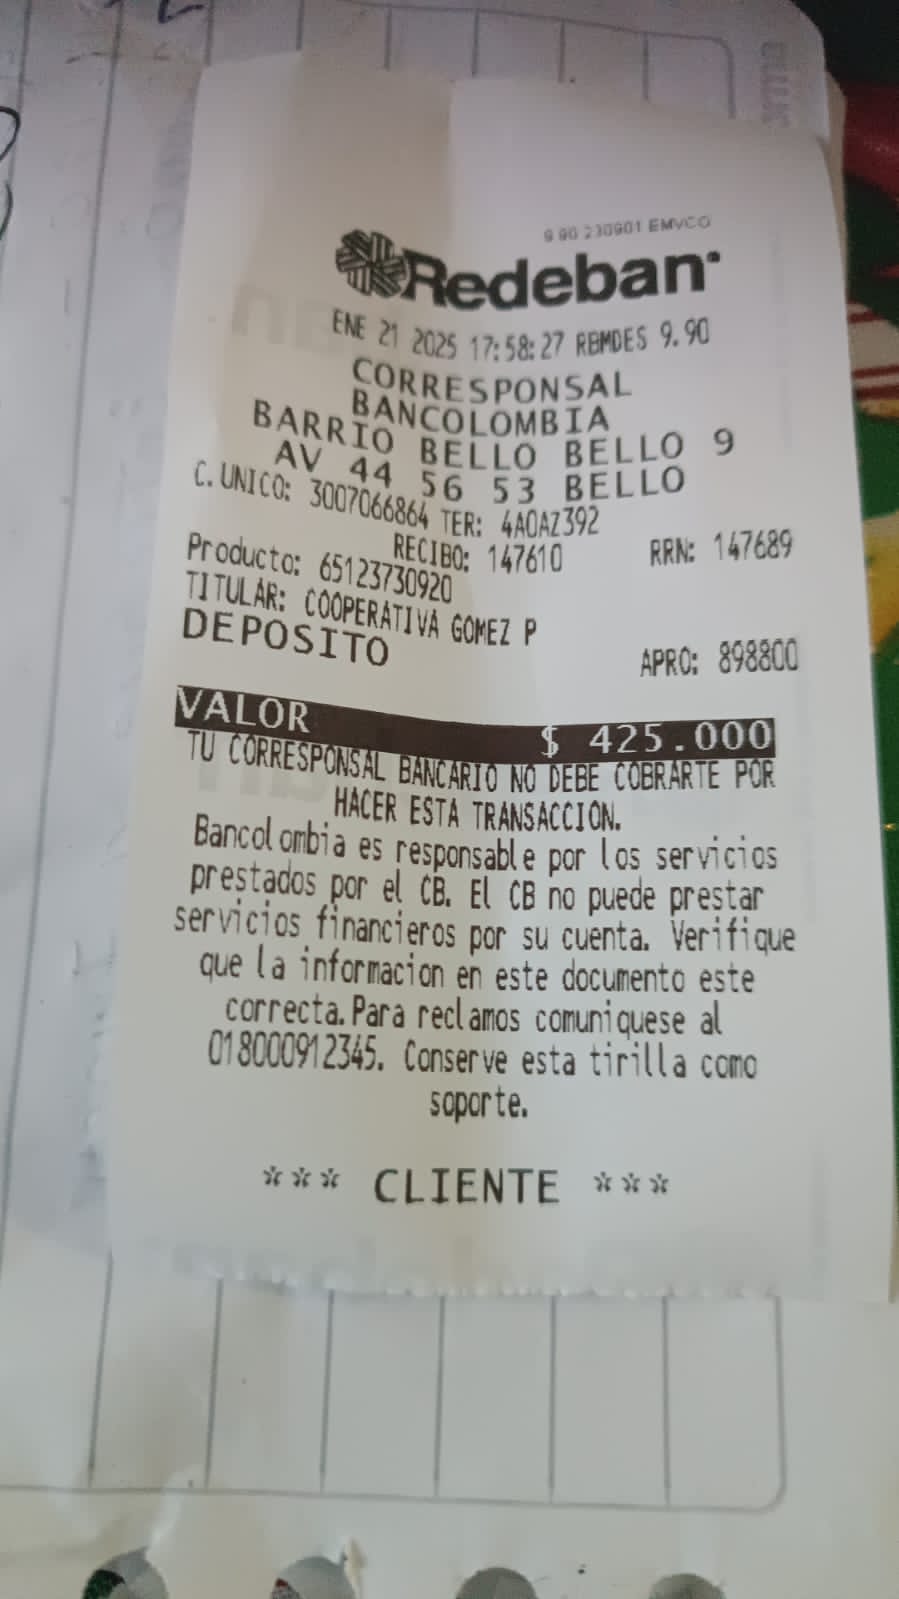 9 90 230901 EMVCO
Redeban
ENE 21 2025 17:58:27 RBMDES 9.90
CORRESPONSAL
BANCOLOMBIA
BARRIO BELLO BELLO 9
AV 44 56 53 BELLO
C.UNICO: 3007066864 TER: 4A0AZ392
RECIBO: 147610 RRN: 147689
Producto: 65123730920
TITULAR: COOPERATIVA GOMEZ P
DEPOSITO APRO: 898800
VALOR $ 425.000
TU CORRESPONSAL BANCARIO NO DEBE COBRARTE POR
HACER ESTA TRANSACCION.
Bancolombia es responsable por los servicios
prestados por el CB. El CB no puede prestar
servicios financieros por su cuenta. Verifique
que la informacion en este documento este
correcta.Para reclamos comuniquese al
018000912345. Conserve esta tirilla como
soporte.
*** CLIENTE ***